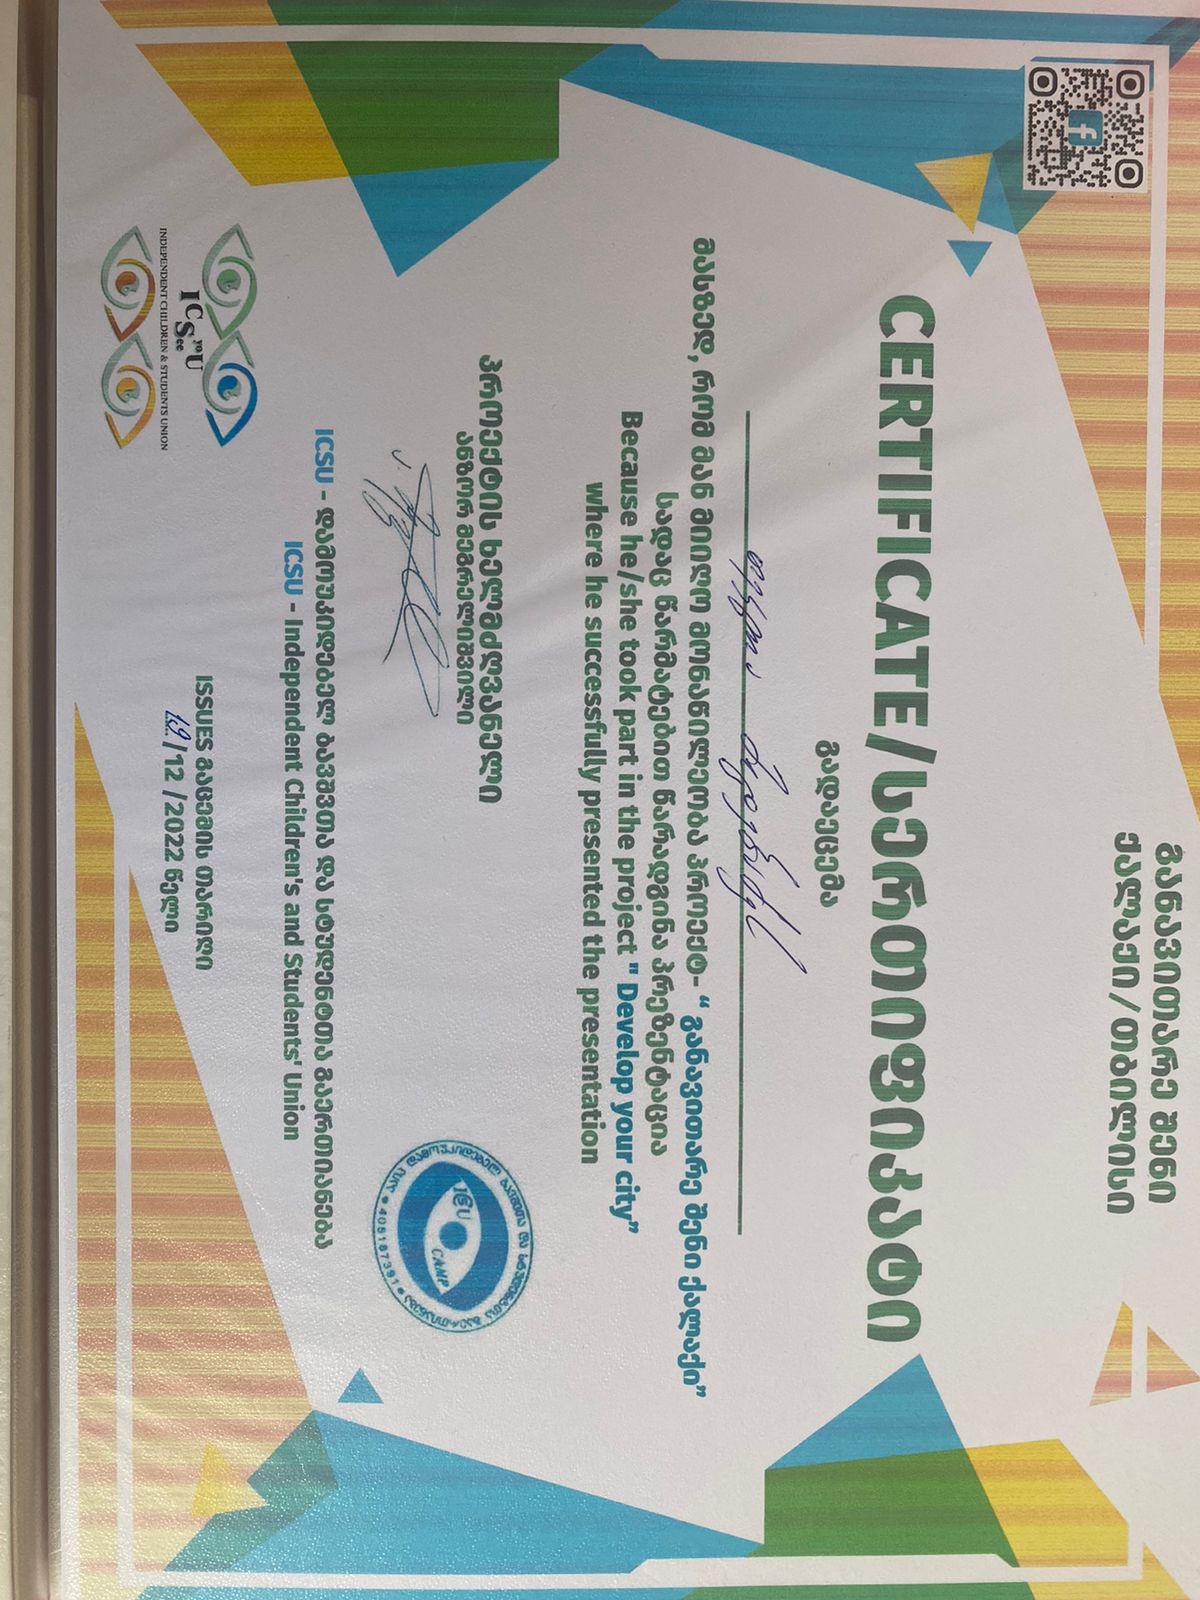 განავითარე შენი
ქალაქი/თბილისი
CERTIFICATE/სერთიფიკატი
გადაეცემა
თეკლა
მასზედ, რომ მან მიიღო მონაწილეობა პროექტ- “ განავითარე შენი ქალაქი”
სადაც წარმატებით წარადგინა პრეზენტაცია
Because he/she took part in the project " Develop your city”
where he successfully presented the presentation
პროექტის ხელმძღვანელი
ანზორ მეგრელიშვილი
ICSU CAMP
405187391
ICSU - დამოუკიდებელ ბავშვთა და სტუდენტთა გაერთიანება
ICSU - Independent Children's and Students' Union
ICSee yoU
INDEPENDENT CHILDREN & STUDENTS UNION
ISSUES გაცემის თარიღი
19/12 /2022 წელი